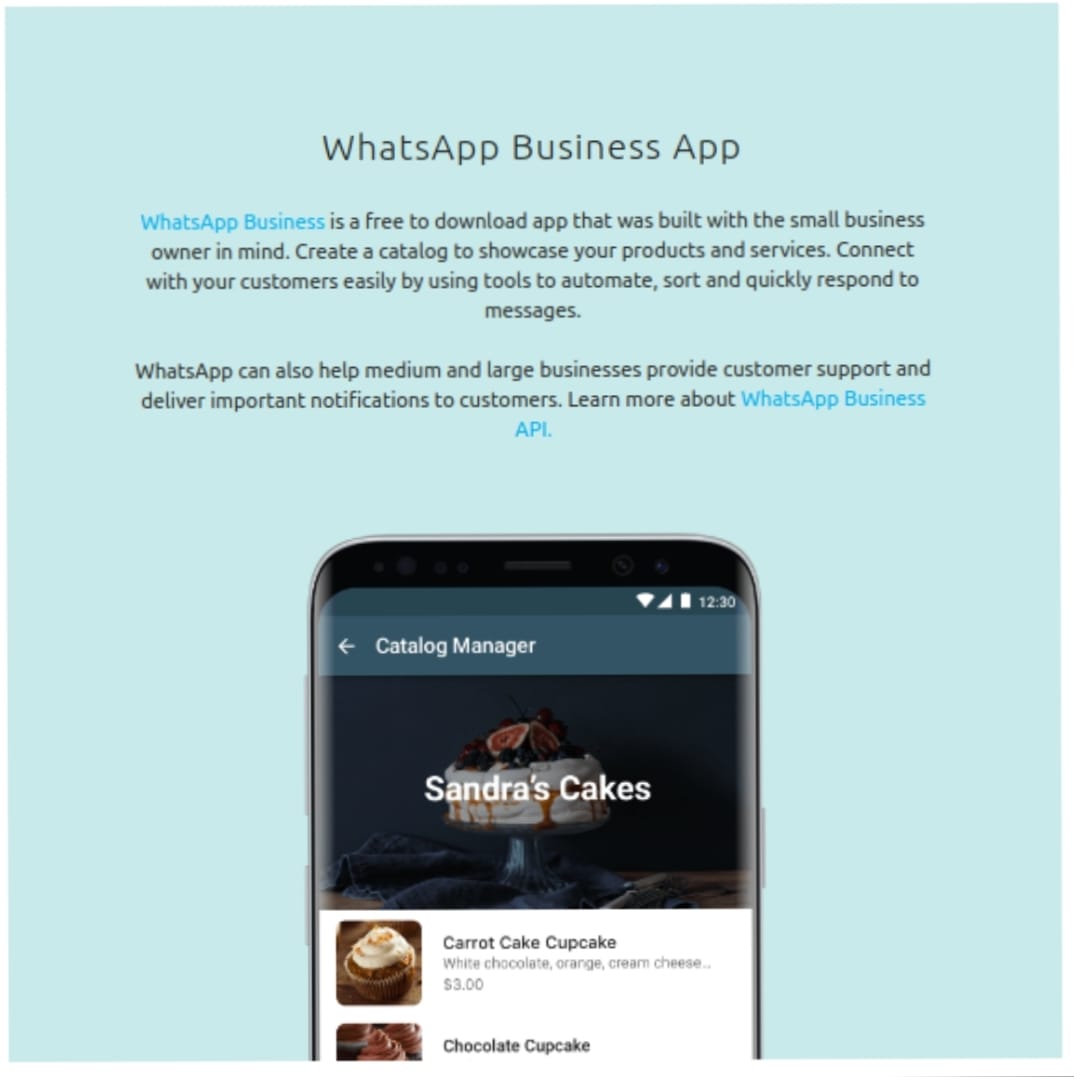 WhatsApp Business App
WhatsApp Business is a free to download app that was built with the small business
owner in mind. Create a catalog to showcase your products and services. Connect
with your customers easily by using tools to automate, sort and quickly respond to
messages.
WhatsApp can also help medium and large businesses provide customer support and
deliver important notifications to customers. Learn more about WhatsApp Business
API.
12:30
Catalog Manager
Sandra's Cakes
Carrot Cake Cupcake
White chocolate, orange, cream cheese...
$3.00
Chocolate Cupcake